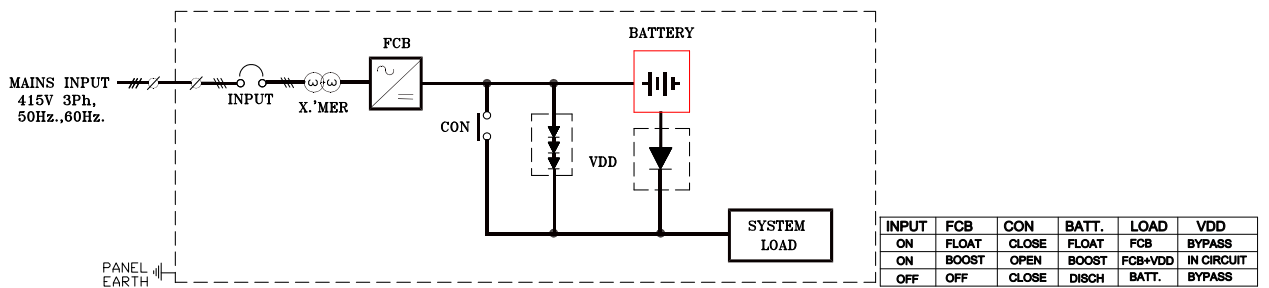 BATTERY
FCB
MAINS INPUT
415V 3Ph,
50Hz.,60Hz.
INPUT
X.'MER
CON
VDD
SYSTEM
LOAD
PANEL
EARTH
INPUT FCB CON BATT. LOAD VDD
ON FLOAT CLOSE FLOAT FCB BYPASS
ON BOOST OPEN BOOST FCB+VDD IN CIRCUIT
OFF OFF CLOSE DISCH BATT. BYPASS